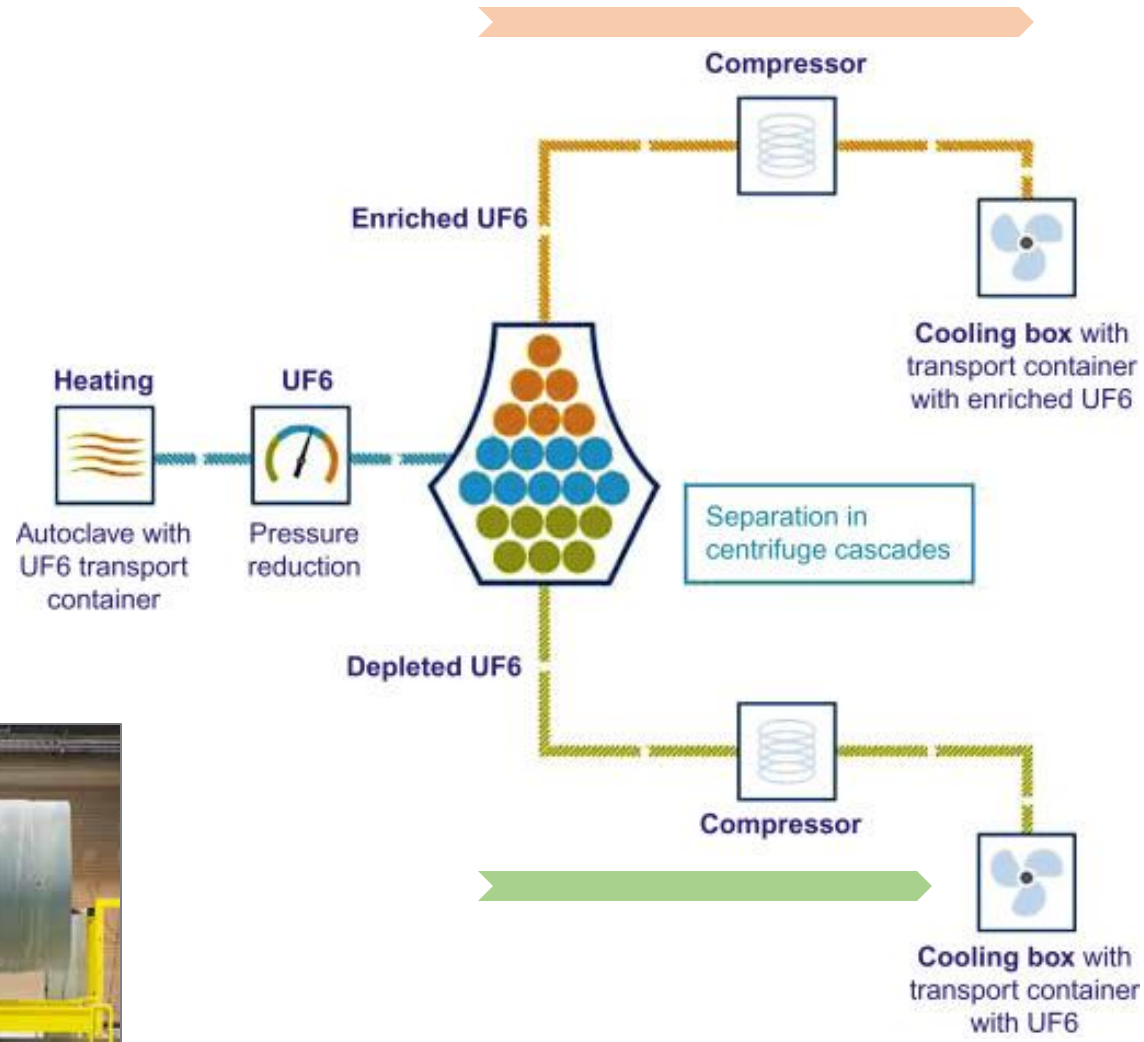 Compressor
Enriched UF6
Cooling box with
transport container
with enriched UF6
Heating
UF6
Autoclave with
UF6 transport
container
Pressure
reduction
Separation in
centrifuge cascades
Depleted UF6
Compressor
Cooling box with
transport container
with UF6